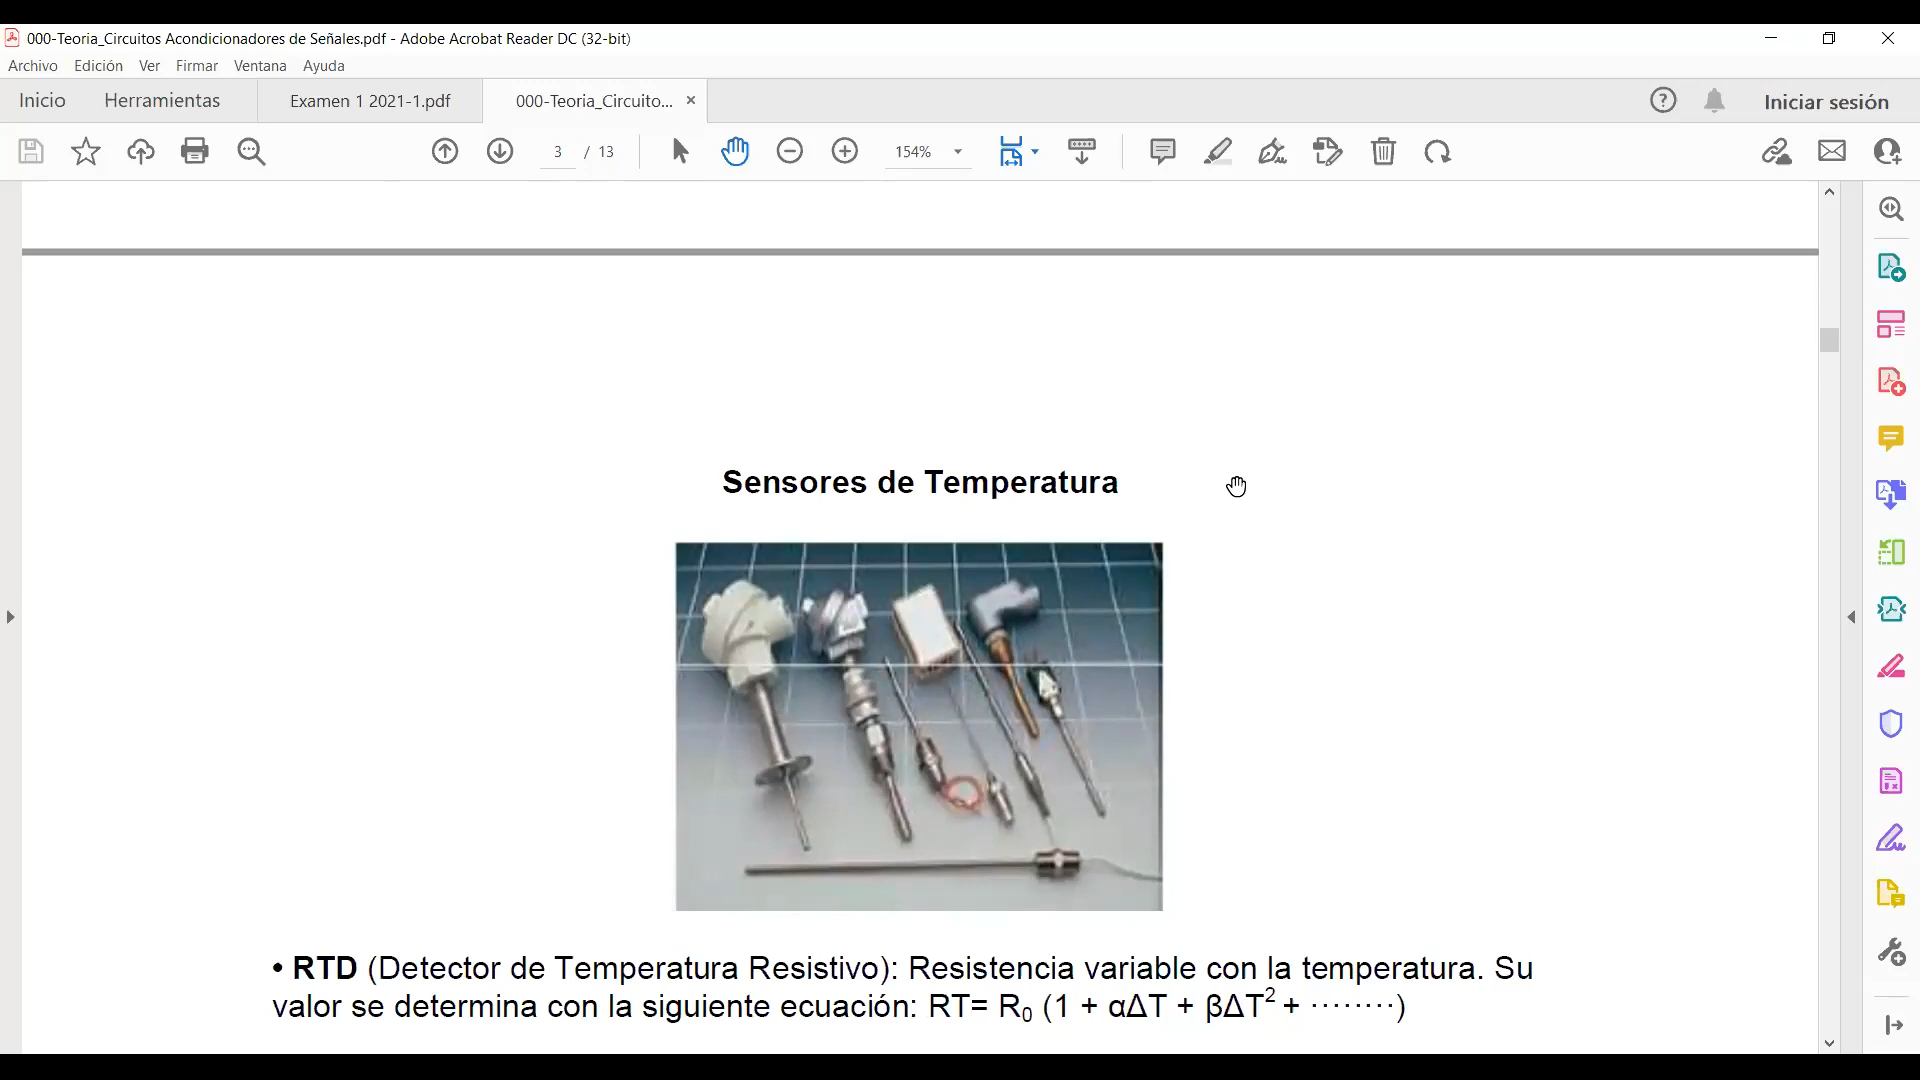 000-Teoria_Circuitos Acondicionadores de Señales.pdf - Adobe Acrobat Reader DC (32-bit)
Archivo Edición Ver Firmar Ventana Ayuda
Inicio Herramientas Examen 1 2021-1.pdf 000-Teoria_Circuito... × Iniciar sesión
3 / 13 154%
Sensores de Temperatura
• RTD (Detector de Temperatura Resistivo): Resistencia variable con la temperatura. Su
valor se determina con la siguiente ecuación: RT= R₀ (1 + αΔT + βΔT² + ········)